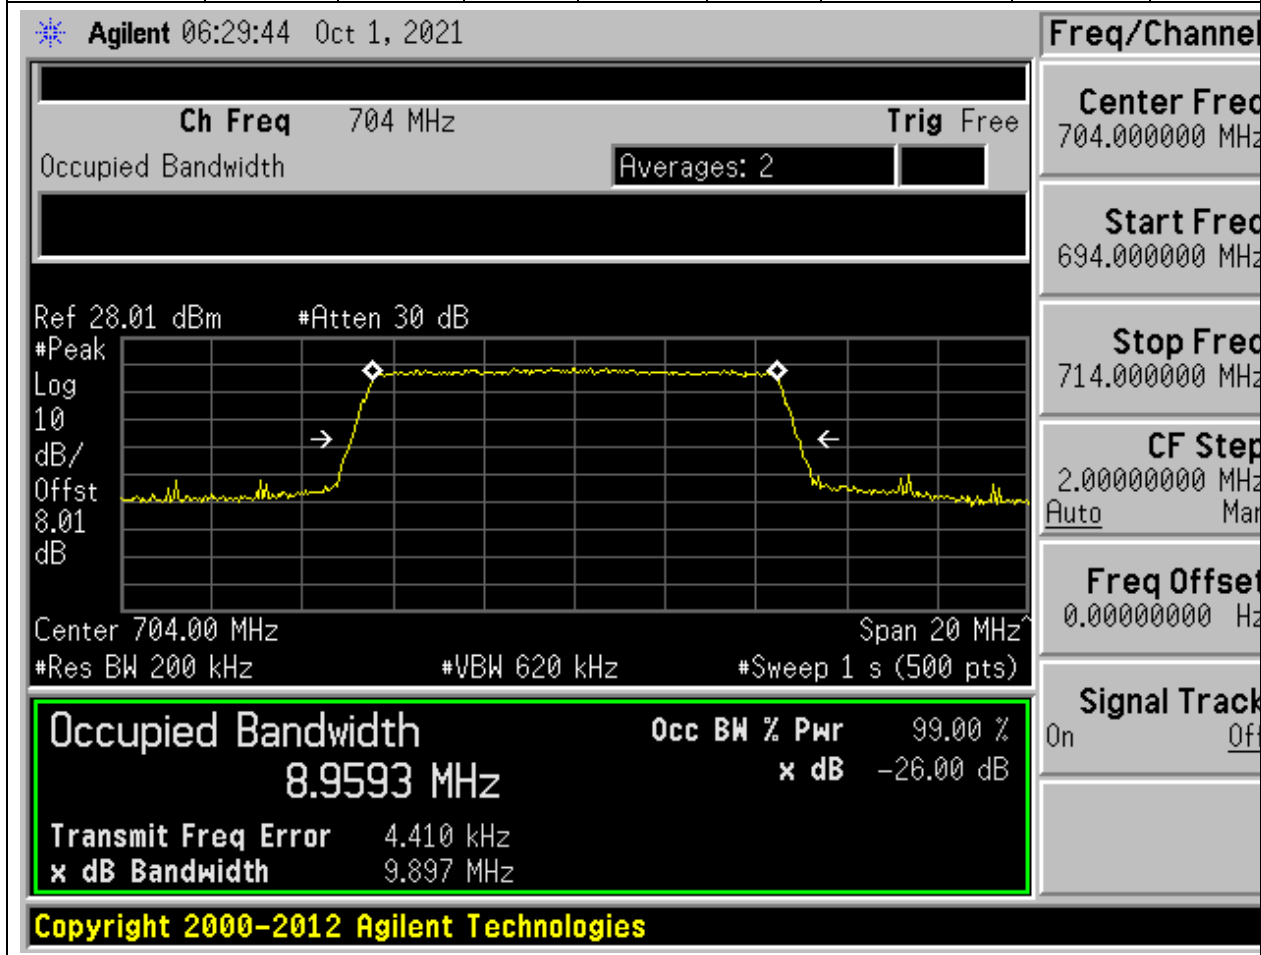 Agilent 06:29:44 Oct 1, 2021
Freq/Channel
Ch Freq 704 MHz Trig Free
Occupied Bandwidth Averages: 2
Center Freq
704.000000 MHz
Start Freq
694.000000 MHz
Stop Freq
714.000000 MHz
CF Step
2.00000000 MHz
Auto Man
Freq Offset
0.00000000 Hz
Signal Track
On Off
Ref 28.01 dBm #Atten 30 dB
#Peak
Log
10
dB/
Offst
8.01
dB
Center 704.00 MHz Span 20 MHz^
#Res BW 200 kHz #VBW 620 kHz #Sweep 1 s (500 pts)
Occupied Bandwidth Occ BW % Pwr 99.00 %
8.9593 MHz x dB -26.00 dB
Transmit Freq Error 4.410 kHz
x dB Bandwidth 9.897 MHz
Copyright 2000-2012 Agilent Technologies